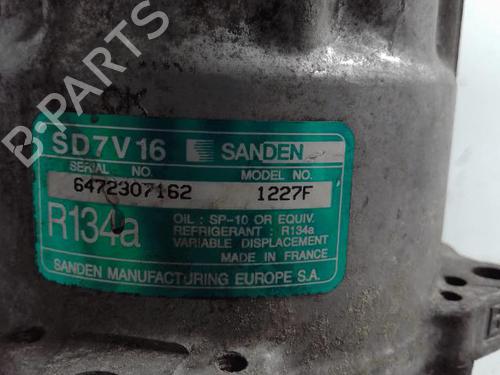 B-PARTS
SD7V16 SANDEN
SERIAL NO. MODEL NO.
6472307162 1227F
R134a
OIL : SP-10 OR EQUIV.
REFRIGERANT : R134a
VARIABLE DISPLACEMENT
MADE IN FRANCE
SANDEN MANUFACTURING EUROPE S.A.